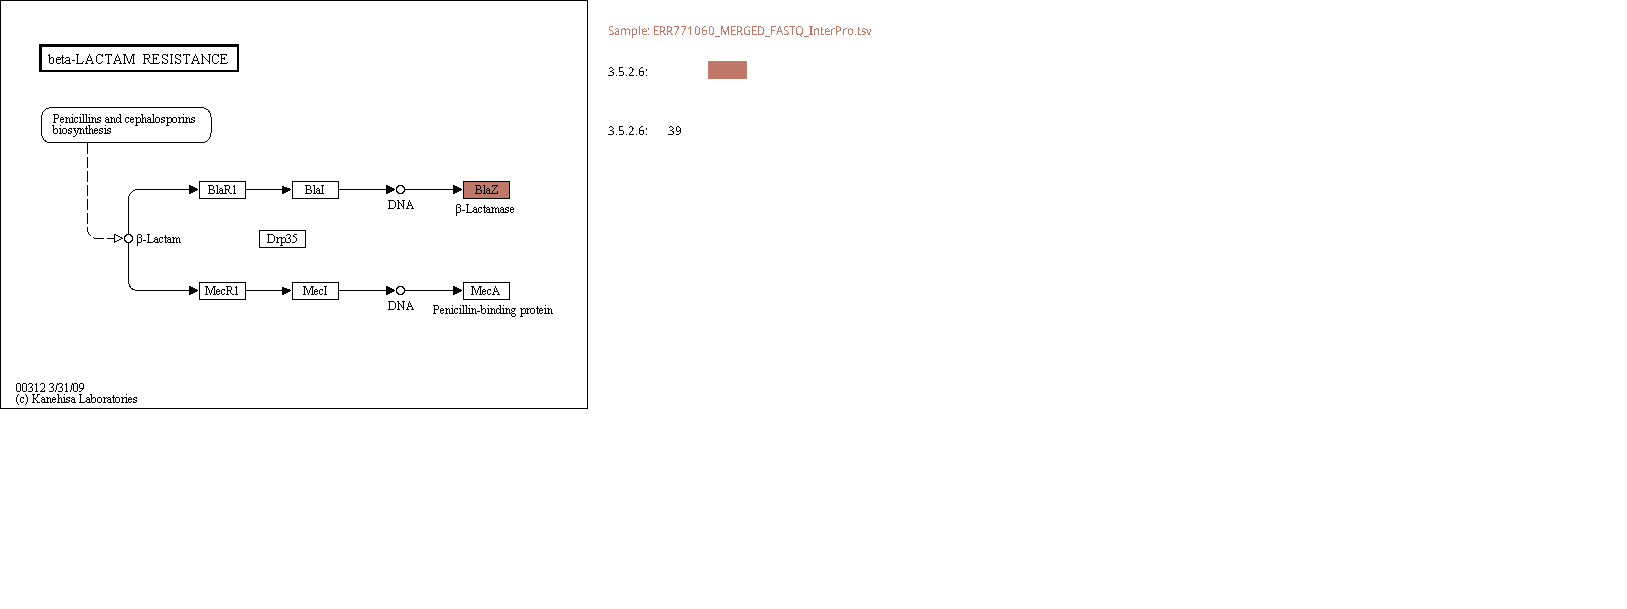 Sample: ERR771060_MERGED_FASTQ_InterPro.tsv
beta-LACTAM RESISTANCE
3.5.2.6:
Penicillins and cephalosporins
biosynthesis
3.5.2.6: 39
BlaR1 BlaI DNA BlaZ
β-Lactamase
β-Lactam Drp35
MecR1 MecI DNA MecA
Penicillin-binding protein
00312 3/31/09
(c) Kanehisa Laboratories